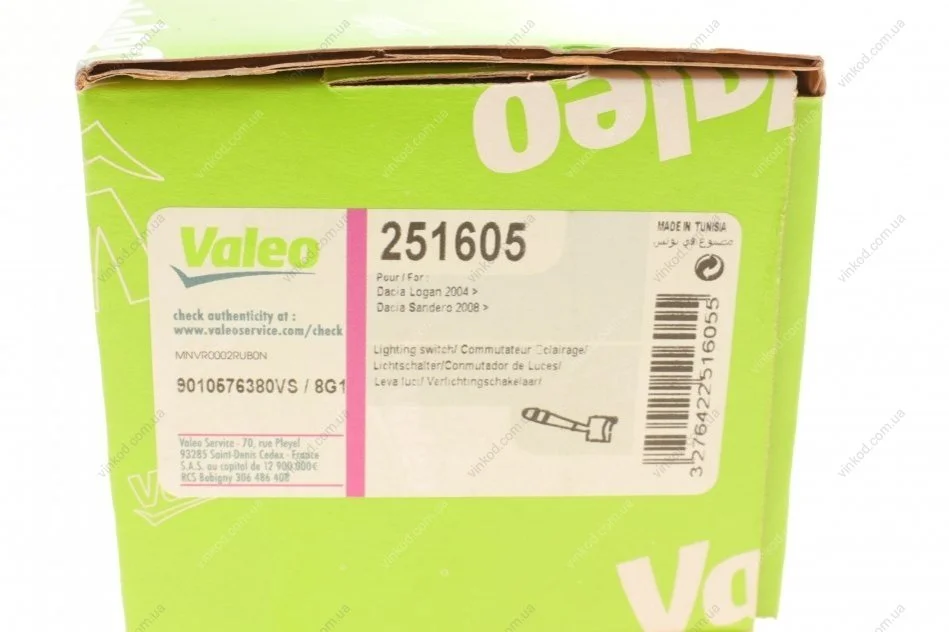 Valeo
Valeo
251605
Pour / For :
Dacia Logan 2004 >
Dacia Sandero 2008 >
MADE IN TUNISIA
مصنوع في تونس
check authenticity at :
www.valeoservice.com/check
MNVR0002RUB0N
9010576380VS / 8G1
Lighting switch/ Commutateur Eclairage/
Lichtschalter/Conmutador de Luces/
Leva luci/ Verlichtingschakelaar/
3276422516055
Valeo Service - 70, rue Pleyel
93285 Saint-Denis Cedex - France
S.A.S. au capital de 12 900 000€
RCS Bobigny 306 486 408
Va
vinkod.com.ua